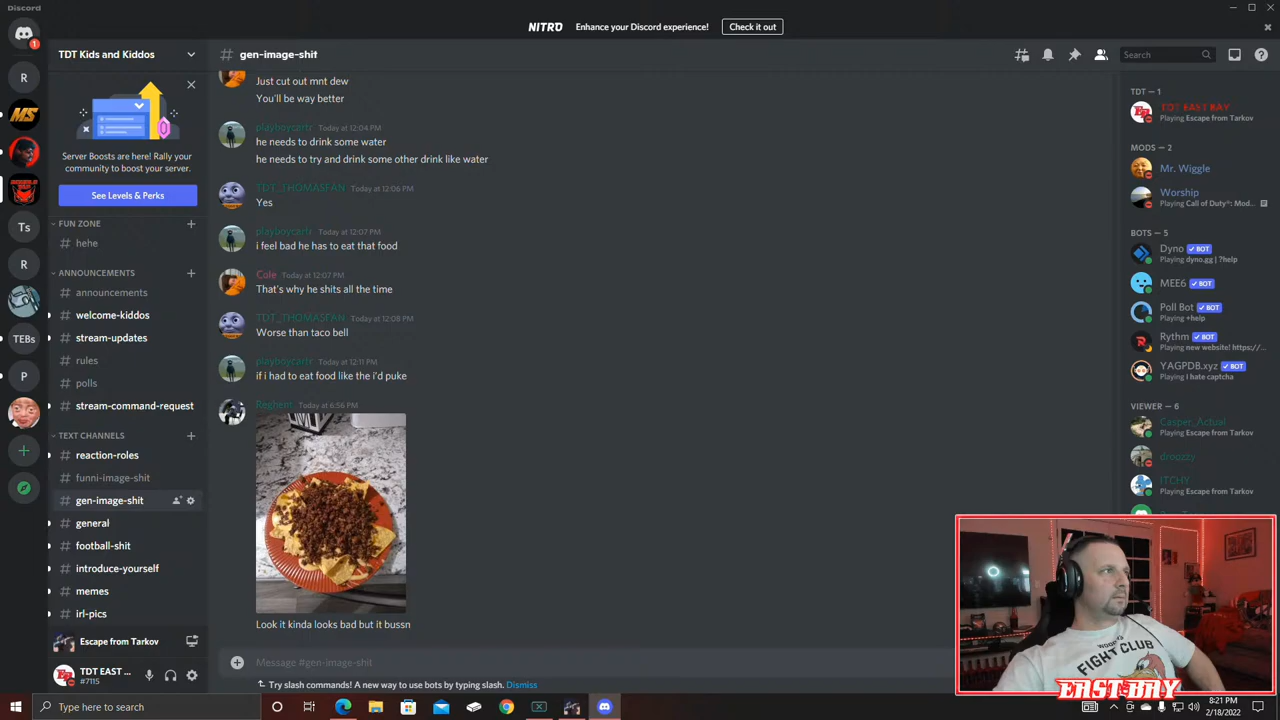 Discord
NITRO Enhance your Discord experience! Check it out
1
TDT Kids and Kiddos
Server Boosts are here! Rally your
community to boost your server.
See Levels & Perks
FUN ZONE
hehe
ANNOUNCEMENTS
announcements
welcome-kiddos
stream-updates
rules
polls
stream-command-request
TEXT CHANNELS
reaction-roles
funni-image-shit
gen-image-shit
general
football-shit
introduce-yourself
memes
irl-pics
Escape from Tarkov
TDT EAST ...
#7115
R
MS
Ts
R
TEBs
P
gen-image-shit
Search
Just cut out mnt dew
You'll be way better
playboycartr Today at 12:04 PM
he needs to drink some water
he needs to try and drink some other drink like water
TDT_THOMASFAN Today at 12:06 PM
Yes
playboycartr Today at 12:07 PM
i feel bad he has to eat that food
Cole Today at 12:07 PM
That's why he shits all the time
TDT_THOMASFAN Today at 12:08 PM
Worse than taco bell
playboycartr Today at 12:11 PM
if i had to eat food like the i'd puke
Reghent Today at 6:56 PM
Look it kinda looks bad but it bussn
Message #gen-image-shit
Try slash commands! A new way to use bots by typing slash. Dismiss
TDT — 1
TDT EAST BAY
Playing Escape from Tarkov
MODS — 2
Mr. Wiggle
Worship
Playing Call of Duty®: Mod...
BOTS — 5
Dyno BOT
Playing dyno.gg | ?help
MEE6 BOT
Poll Bot BOT
Playing +help
Rythm BOT
Playing new website! https:/...
YAGPDB.xyz BOT
Playing I hate captcha
VIEWER — 6
Casper_Actual
Playing Escape from Tarkov
droozzy
ITCHY
Playing Escape from Tarkov
FIGHT CLUB
EAST BAY
Type here to search
8:21 PM
2/18/2022